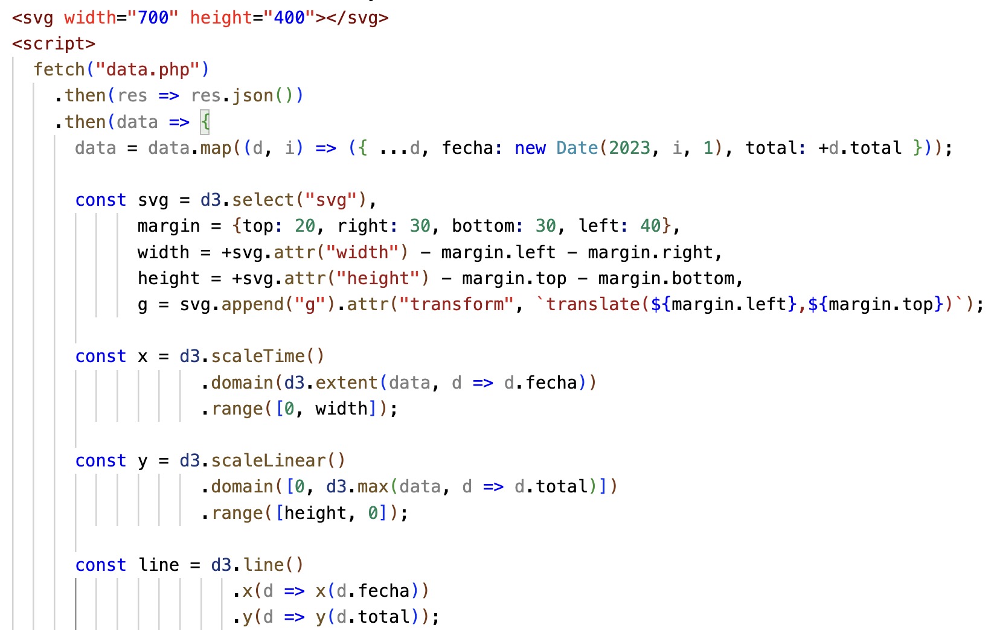 <svg width="700" height="400"></svg>
<script>
  fetch("data.php")
    .then(res => res.json())
    .then(data => {
      data = data.map((d, i) => ({ ...d, fecha: new Date(2023, i, 1), total: +d.total }));

      const svg = d3.select("svg"),
            margin = {top: 20, right: 30, bottom: 30, left: 40},
            width = +svg.attr("width") - margin.left - margin.right,
            height = +svg.attr("height") - margin.top - margin.bottom,
            g = svg.append("g").attr("transform", `translate(${margin.left},${margin.top})`);

      const x = d3.scaleTime()
                  .domain(d3.extent(data, d => d.fecha))
                  .range([0, width]);

      const y = d3.scaleLinear()
                  .domain([0, d3.max(data, d => d.total)])
                  .range([height, 0]);

      const line = d3.line()
                     .x(d => x(d.fecha))
                     .y(d => y(d.total));